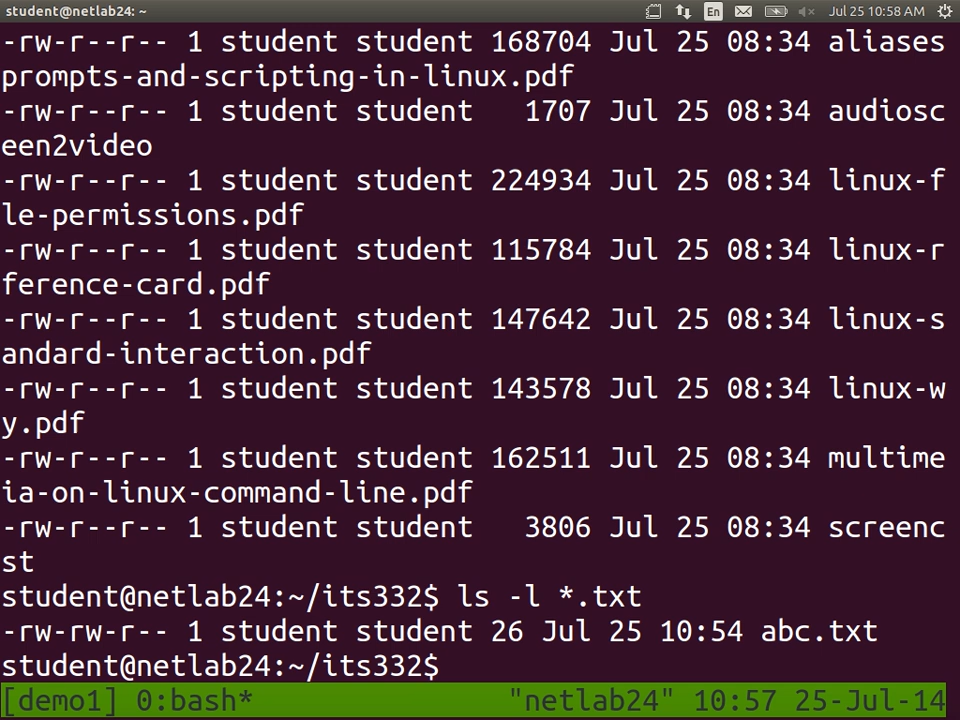 student@netlab24: ~
En
Jul 25 10:58 AM
-rw-r--r-- 1 student student 168704 Jul 25 08:34 aliases
prompts-and-scripting-in-linux.pdf
-rw-r--r-- 1 student student   1707 Jul 25 08:34 audiosc
een2video
-rw-r--r-- 1 student student 224934 Jul 25 08:34 linux-f
le-permissions.pdf
-rw-r--r-- 1 student student 115784 Jul 25 08:34 linux-r
ference-card.pdf
-rw-r--r-- 1 student student 147642 Jul 25 08:34 linux-s
andard-interaction.pdf
-rw-r--r-- 1 student student 143578 Jul 25 08:34 linux-w
y.pdf
-rw-r--r-- 1 student student 162511 Jul 25 08:34 multime
ia-on-linux-command-line.pdf
-rw-r--r-- 1 student student   3806 Jul 25 08:34 screenc
st
student@netlab24:~/its332$ ls -l *.txt
-rw-rw-r-- 1 student student 26 Jul 25 10:54 abc.txt
student@netlab24:~/its332$
[demo1] 0:bash* "netlab24" 10:57 25-Jul-14